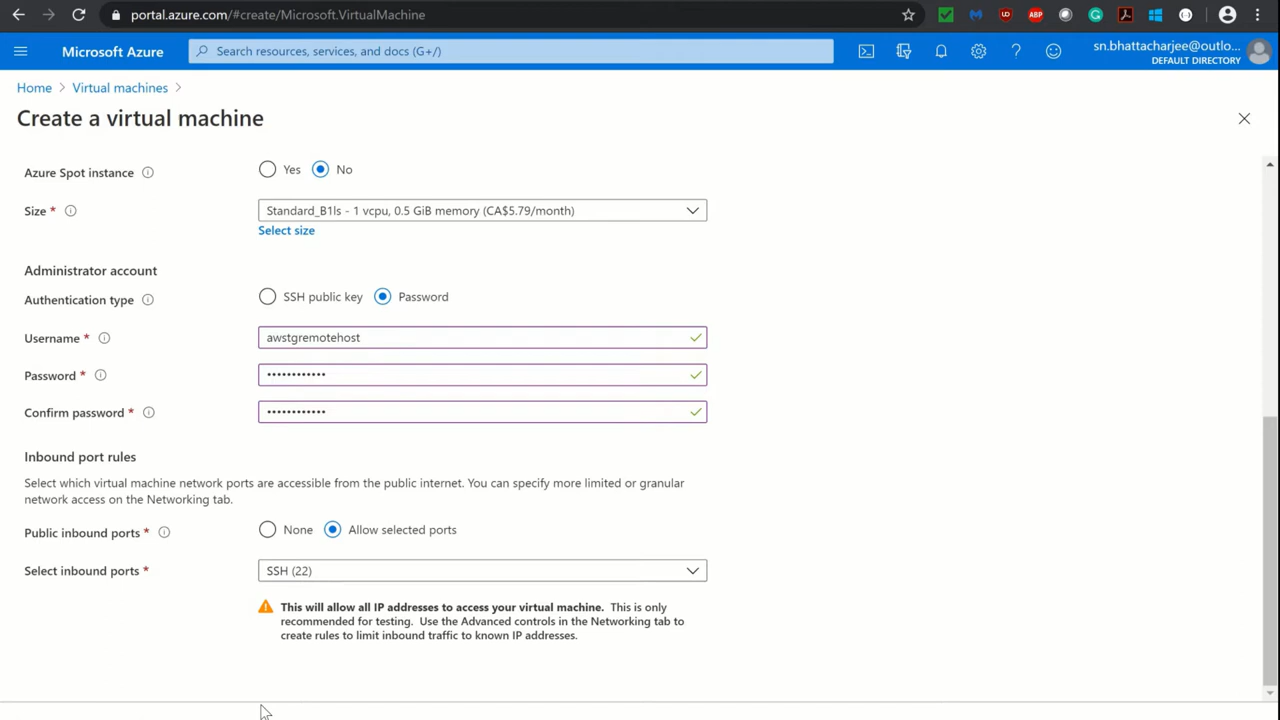 portal.azure.com/#create/Microsoft.VirtualMachine
Microsoft Azure
Search resources, services, and docs (G+/)
sn.bhattacharjee@outlo...
DEFAULT DIRECTORY
Home > Virtual machines >
Create a virtual machine
Azure Spot instance
Yes No
Size *
Standard_B1ls - 1 vcpu, 0.5 GiB memory (CA$5.79/month)
Select size
Administrator account
Authentication type
SSH public key Password
Username *
awstgremotehost
Password *
••••••••••••
Confirm password *
••••••••••••
Inbound port rules
Select which virtual machine network ports are accessible from the public internet. You can specify more limited or granular
network access on the Networking tab.
Public inbound ports *
None Allow selected ports
Select inbound ports *
SSH (22)
This will allow all IP addresses to access your virtual machine. This is only
recommended for testing. Use the Advanced controls in the Networking tab to
create rules to limit inbound traffic to known IP addresses.